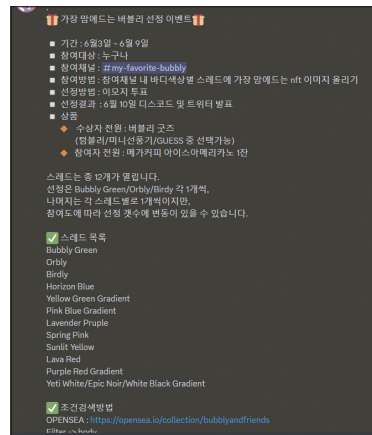 🎁가장 맘에드는 버블리 선정 이벤트🎁
▪ 기간 : 6월3일 ~ 6월 9일
▪ 참여대상 : 누구나
▪ 참여채널 : #my-favorite-bubbly
▪ 참여방법 : 참여채널 내 바디색상별 스레드에 가장 맘에드는 nft 이미지 올리기
▪ 선정방법 : 이모지 투표
▪ 선정결과 : 6월 10일 디스코드 및 트위터 발표
▪ 상품
🔸 수상자 전원 : 버블리 굿즈
(텀블러/미니선풍기/GUESS 중 선택가능)
🔸 참여자 전원 : 메가커피 아이스아메리카노 1잔
스레드는 총 12개가 열립니다.
선정은 Bubbly Green/Orbly/Birdy 각 1개씩,
나머지는 각 스레드별로 1개씩이지만,
참여도에 따라 선정 갯수에 변동이 있을 수 있습니다.
✅ 스레드 목록
Bubbly Green
Orbly
Birdly
Horizon Blue
Yellow Green Gradient
Pink Blue Gradient
Lavender Pruple
Spring Pink
Sunlit Yellow
Lava Red
Purple Red Gradient
Yeti White/Epic Noir/White Black Gradient
✅ 조건검색방법
OPENSEA : https://opensea.io/collection/bubblyandfriends
Filter -> body